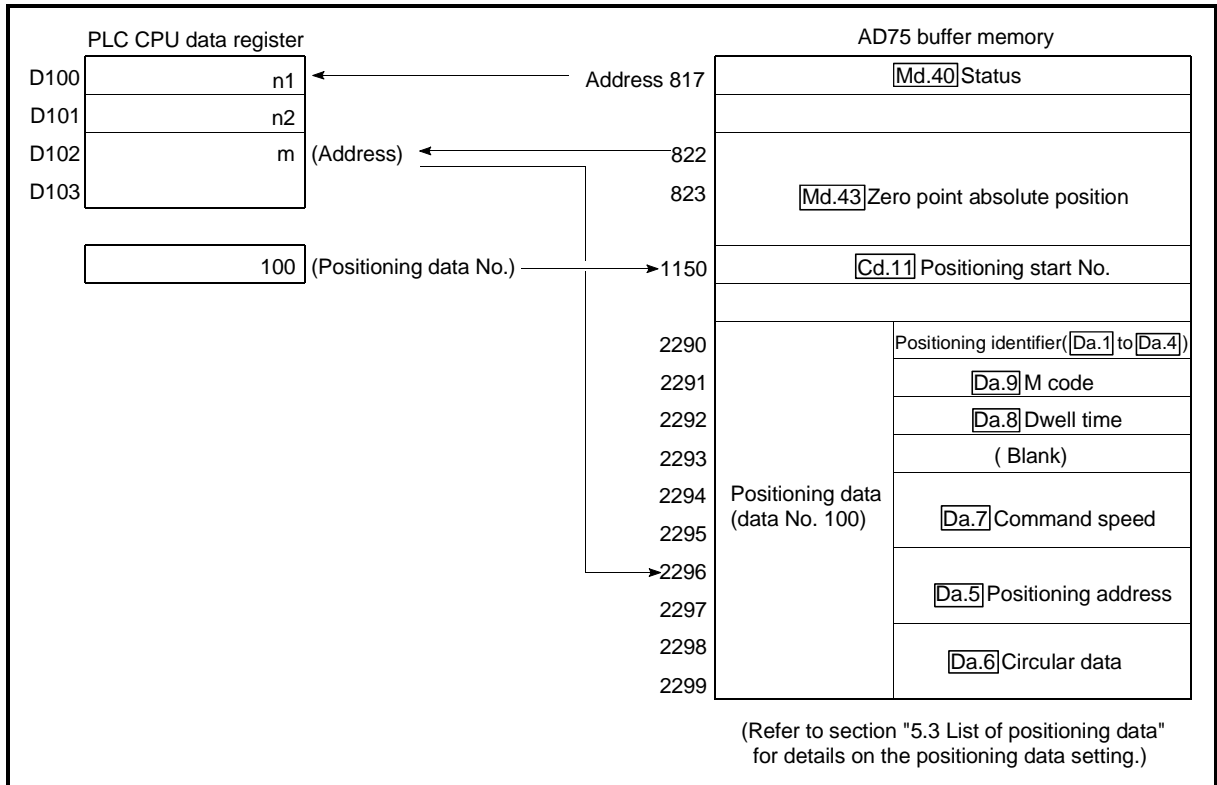 PLC CPU data register
AD75 buffer memory
D100 n1 Address 817 Md.40 Status
D101 n2
D102 m (Address) 822
D103 823 Md.43 Zero point absolute position
100 (Positioning data No.) 1150 Cd.11 Positioning start No.
2290 Positioning identifier(Da.1 to Da.4)
2291 Da.9 M code
2292 Da.8 Dwell time
2293 ( Blank)
2294 Positioning data
(data No. 100) Da.7 Command speed
2295
2296
Da.5 Positioning address
2297
2298
Da.6 Circular data
2299
(Refer to section "5.3 List of positioning data"
for details on the positioning data setting.)